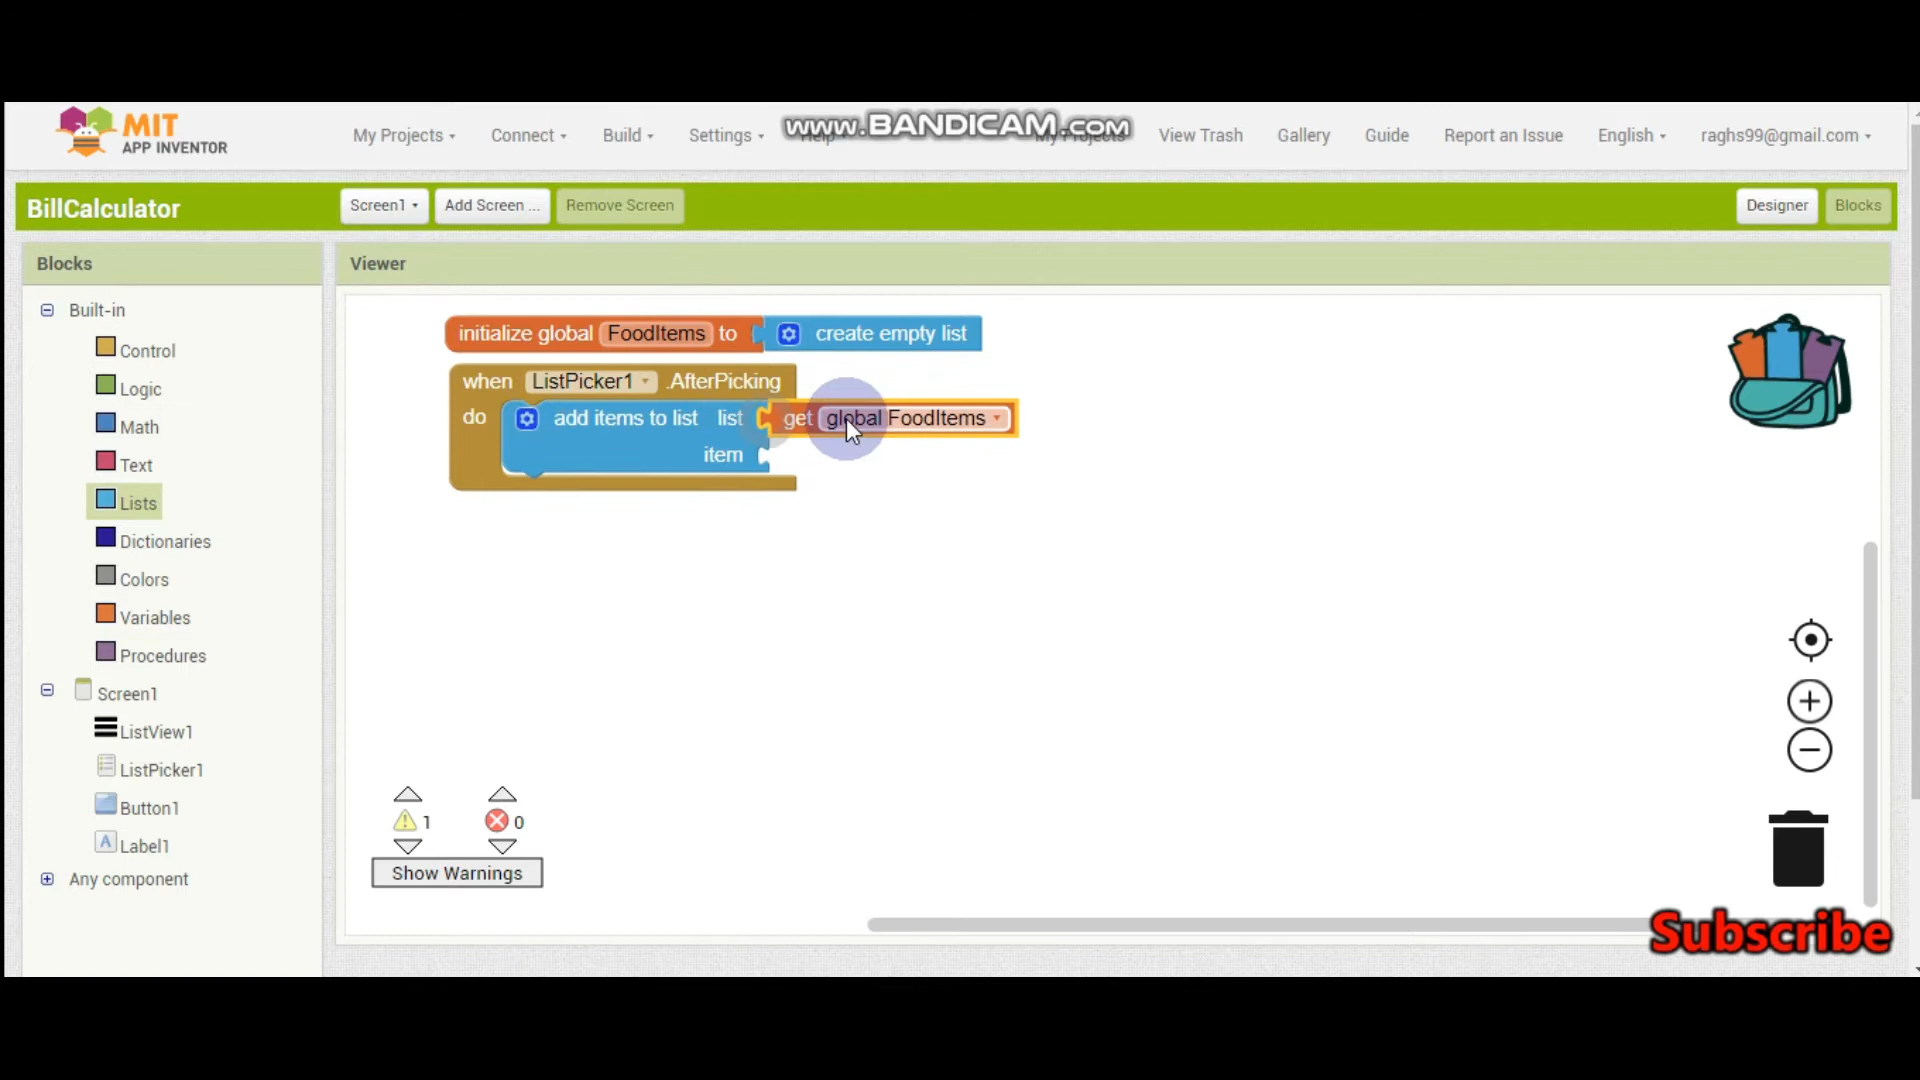 MIT
APP INVENTOR
My Projects
Connect
Build
Settings
Help
www.BANDICAM.com
My Projects
View Trash
Gallery
Guide
Report an Issue
English
raghs99@gmail.com
BillCalculator
Screen1
Add Screen ...
Remove Screen
Designer
Blocks
Blocks
Viewer
Built-in
Control
Logic
Math
Text
Lists
Dictionaries
Colors
Variables
Procedures
Screen1
ListView1
ListPicker1
Button1
A Label1
Any component
initialize global FoodItems to create empty list
when ListPicker1 .AfterPicking
do add items to list list get global FoodItems
item
1
0
Show Warnings
Subscribe